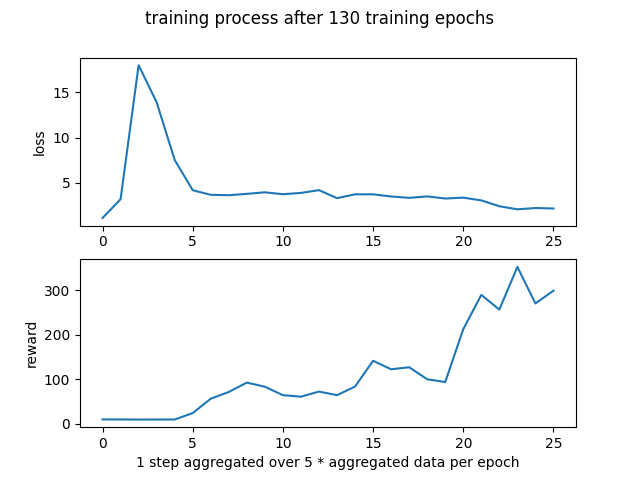 training process after 130 training epochs
15
10
5
loss
0 5 10 15 20 25
300
200
100
0
reward
0 5 10 15 20 25
1 step aggregated over 5 * aggregated data per epoch